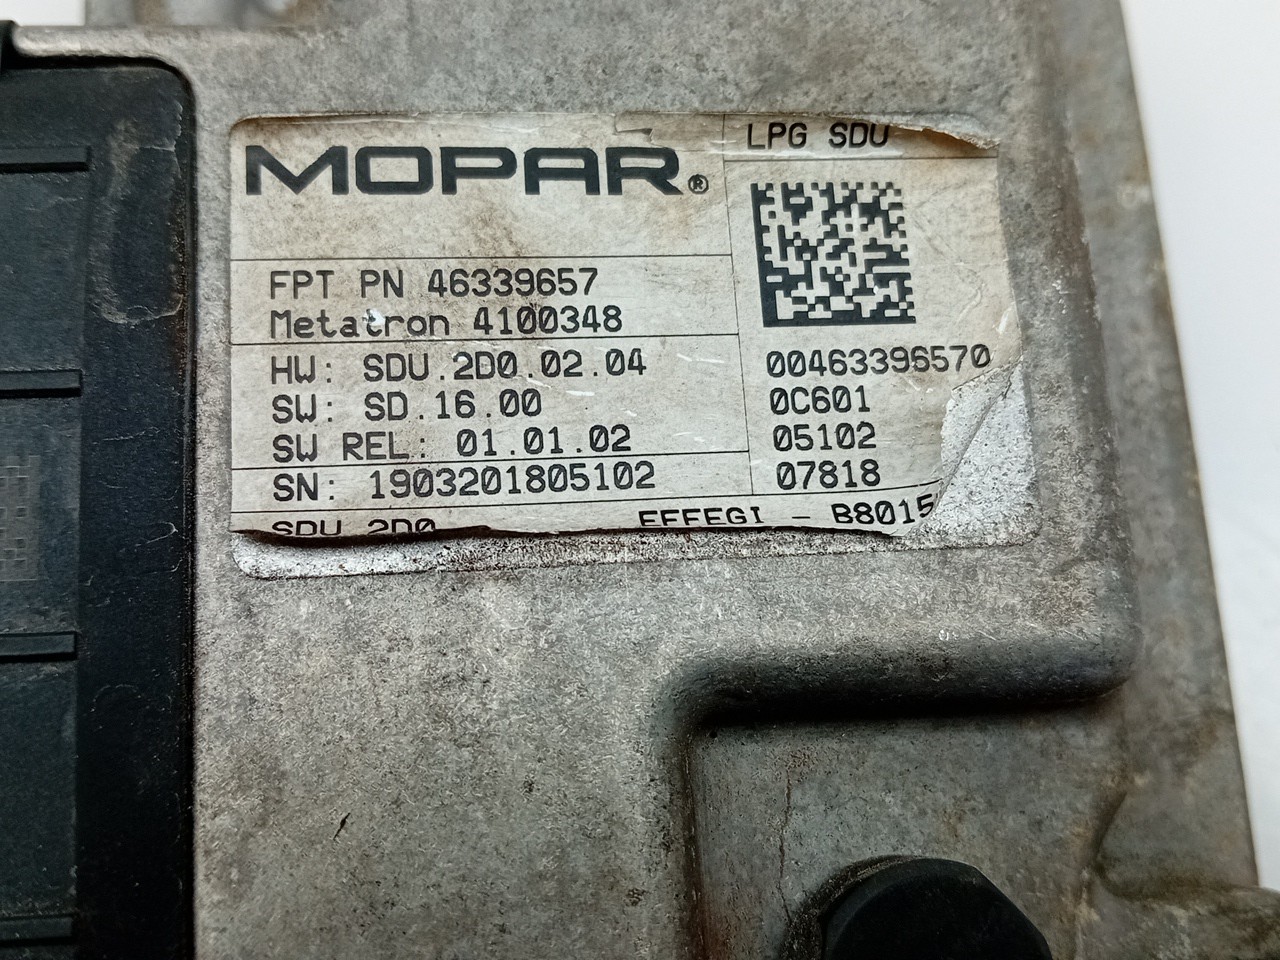 MOPAR®
LPG SDU
FPT PN 46339657
Metatron 4100348
HW: SDU.2D0.02.04
SW: SD.16.00
SW REL: 01.01.02
SN: 1903201805102
00463396570
0C601
05102
07818
SDU 2D0 EFFEGI - B8015